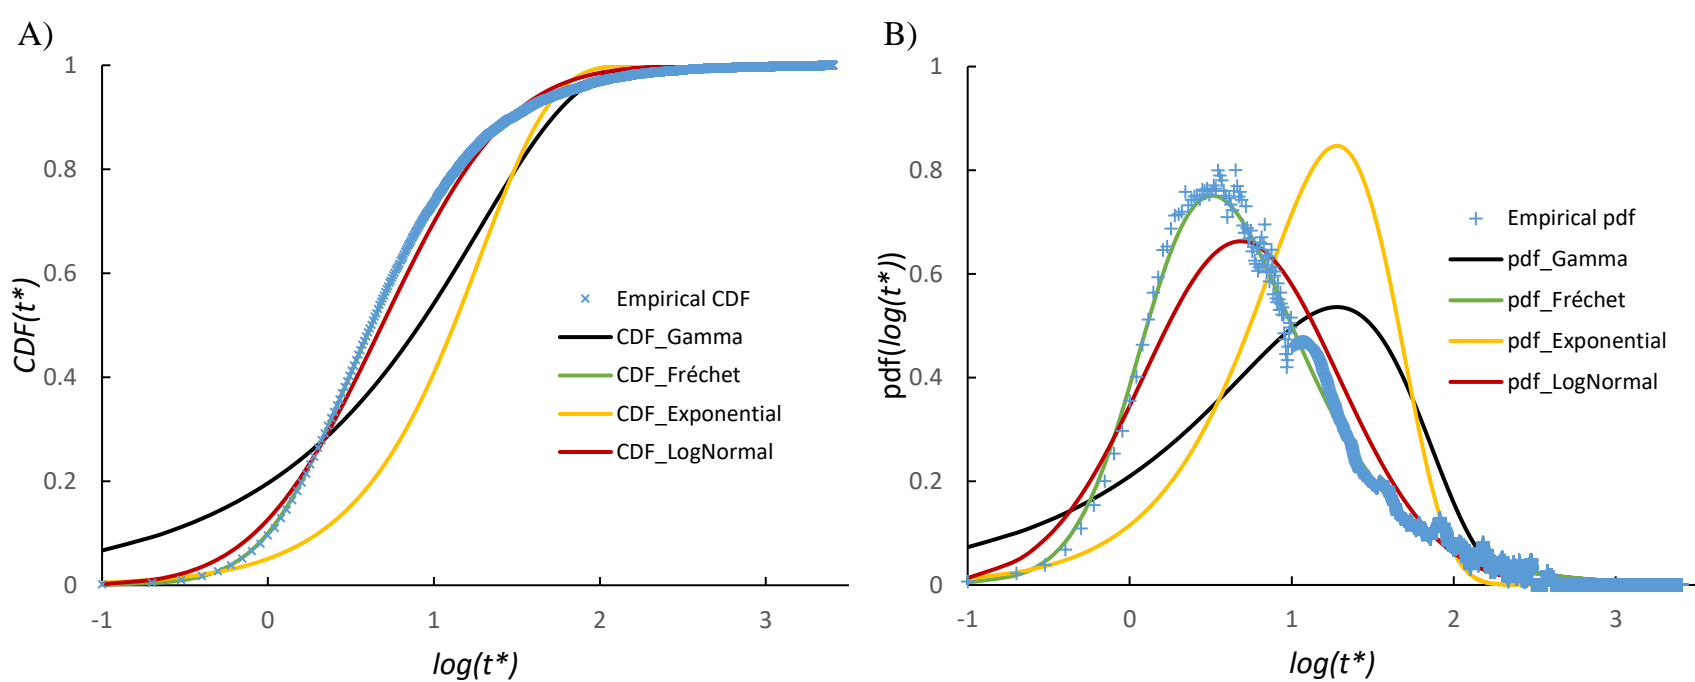 A)
1
0.8
0.6
0.4
0.2
0
-1
0
1
2
3
CDF(t*)
log(t*)
Empirical CDF
CDF_Gamma
CDF_Fréchet
CDF_Exponential
CDF_LogNormal
B)
1
0.8
0.6
0.4
0.2
0
-1
0
1
2
3
pdf(log(t*))
log(t*)
Empirical pdf
pdf_Gamma
pdf_Fréchet
pdf_Exponential
pdf_LogNormal